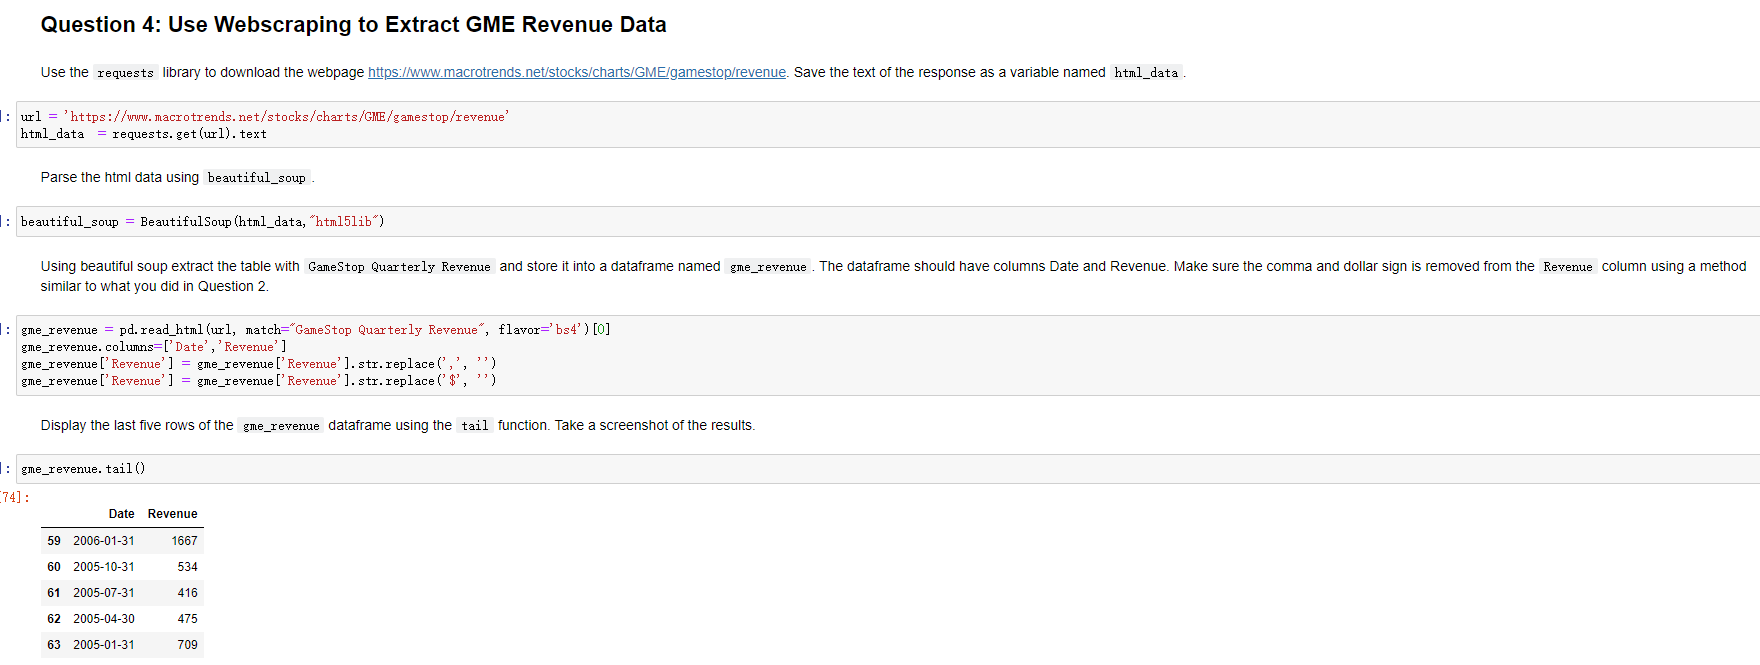 Question 4: Use Webscraping to Extract GME Revenue Data
Use the requests library to download the webpage https://www.macrotrends.net/stocks/charts/GME/gamestop/revenue. Save the text of the response as a variable named html_data .
]: url = 'https://www.macrotrends.net/stocks/charts/GME/gamestop/revenue'
html_data = requests.get(url).text
Parse the html data using beautiful_soup .
]: beautiful_soup = BeautifulSoup(html_data,"html5lib")
Using beautiful soup extract the table with GameStop Quarterly Revenue and store it into a dataframe named gme_revenue . The dataframe should have columns Date and Revenue. Make sure the comma and dollar sign is removed from the Revenue column using a method
similar to what you did in Question 2.
]: gme_revenue = pd.read_html(url, match="GameStop Quarterly Revenue", flavor='bs4')[0]
gme_revenue.columns=['Date','Revenue']
gme_revenue['Revenue'] = gme_revenue['Revenue'].str.replace(',', '')
gme_revenue['Revenue'] = gme_revenue['Revenue'].str.replace('$', '')
Display the last five rows of the gme_revenue dataframe using the tail function. Take a screenshot of the results.
]: gme_revenue.tail()
[74]:
Date Revenue
59 2006-01-31 1667
60 2005-10-31 534
61 2005-07-31 416
62 2005-04-30 475
63 2005-01-31 709